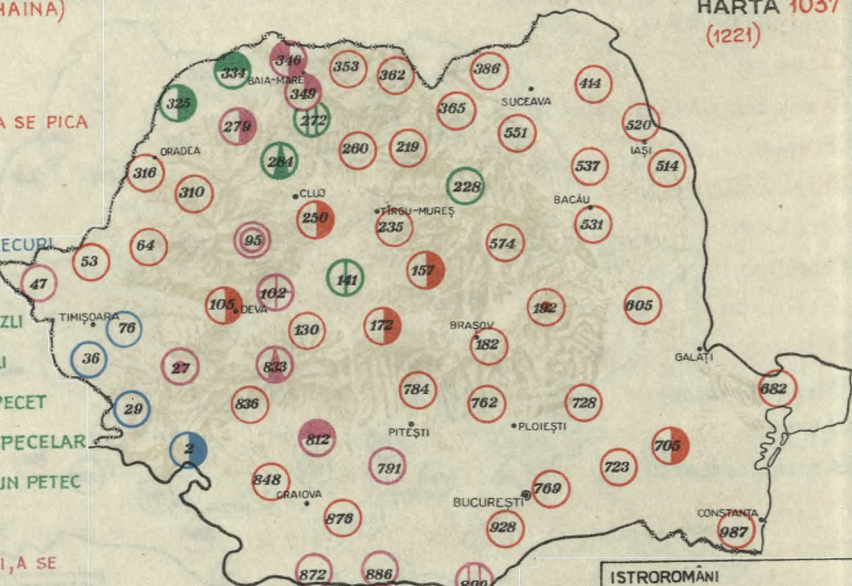 HAINA)
HARTA 1037
(1221)
346
334
353
386
BAIA-MARE
362
414
325
349
SUCEAVA
365
A SE PICA
279
272
520
551
ORADEA
260
219
IAȘI
284
537
514
316
228
310
CLUJ
BACĂU
250
TÎRGU-MUREȘ
235
531
95
574
ECURI
64
53
157
47
141
102
105
DEVA
192
605
ZLI
TIMIȘOARA
76
130
172
BRAȘOV
182
GALAȚI
36
LI
27
833
682
PECET
29
836
784
762
728
PITEȘTI
PLOIEȘTI
PECELAR
2
812
705
791
723
UN PETEC
848
CRAIOVA
BUCUREȘTI
769
876
CONSTANȚA
928
987
I, A SE
872
886
899
ISTROROMÂNI